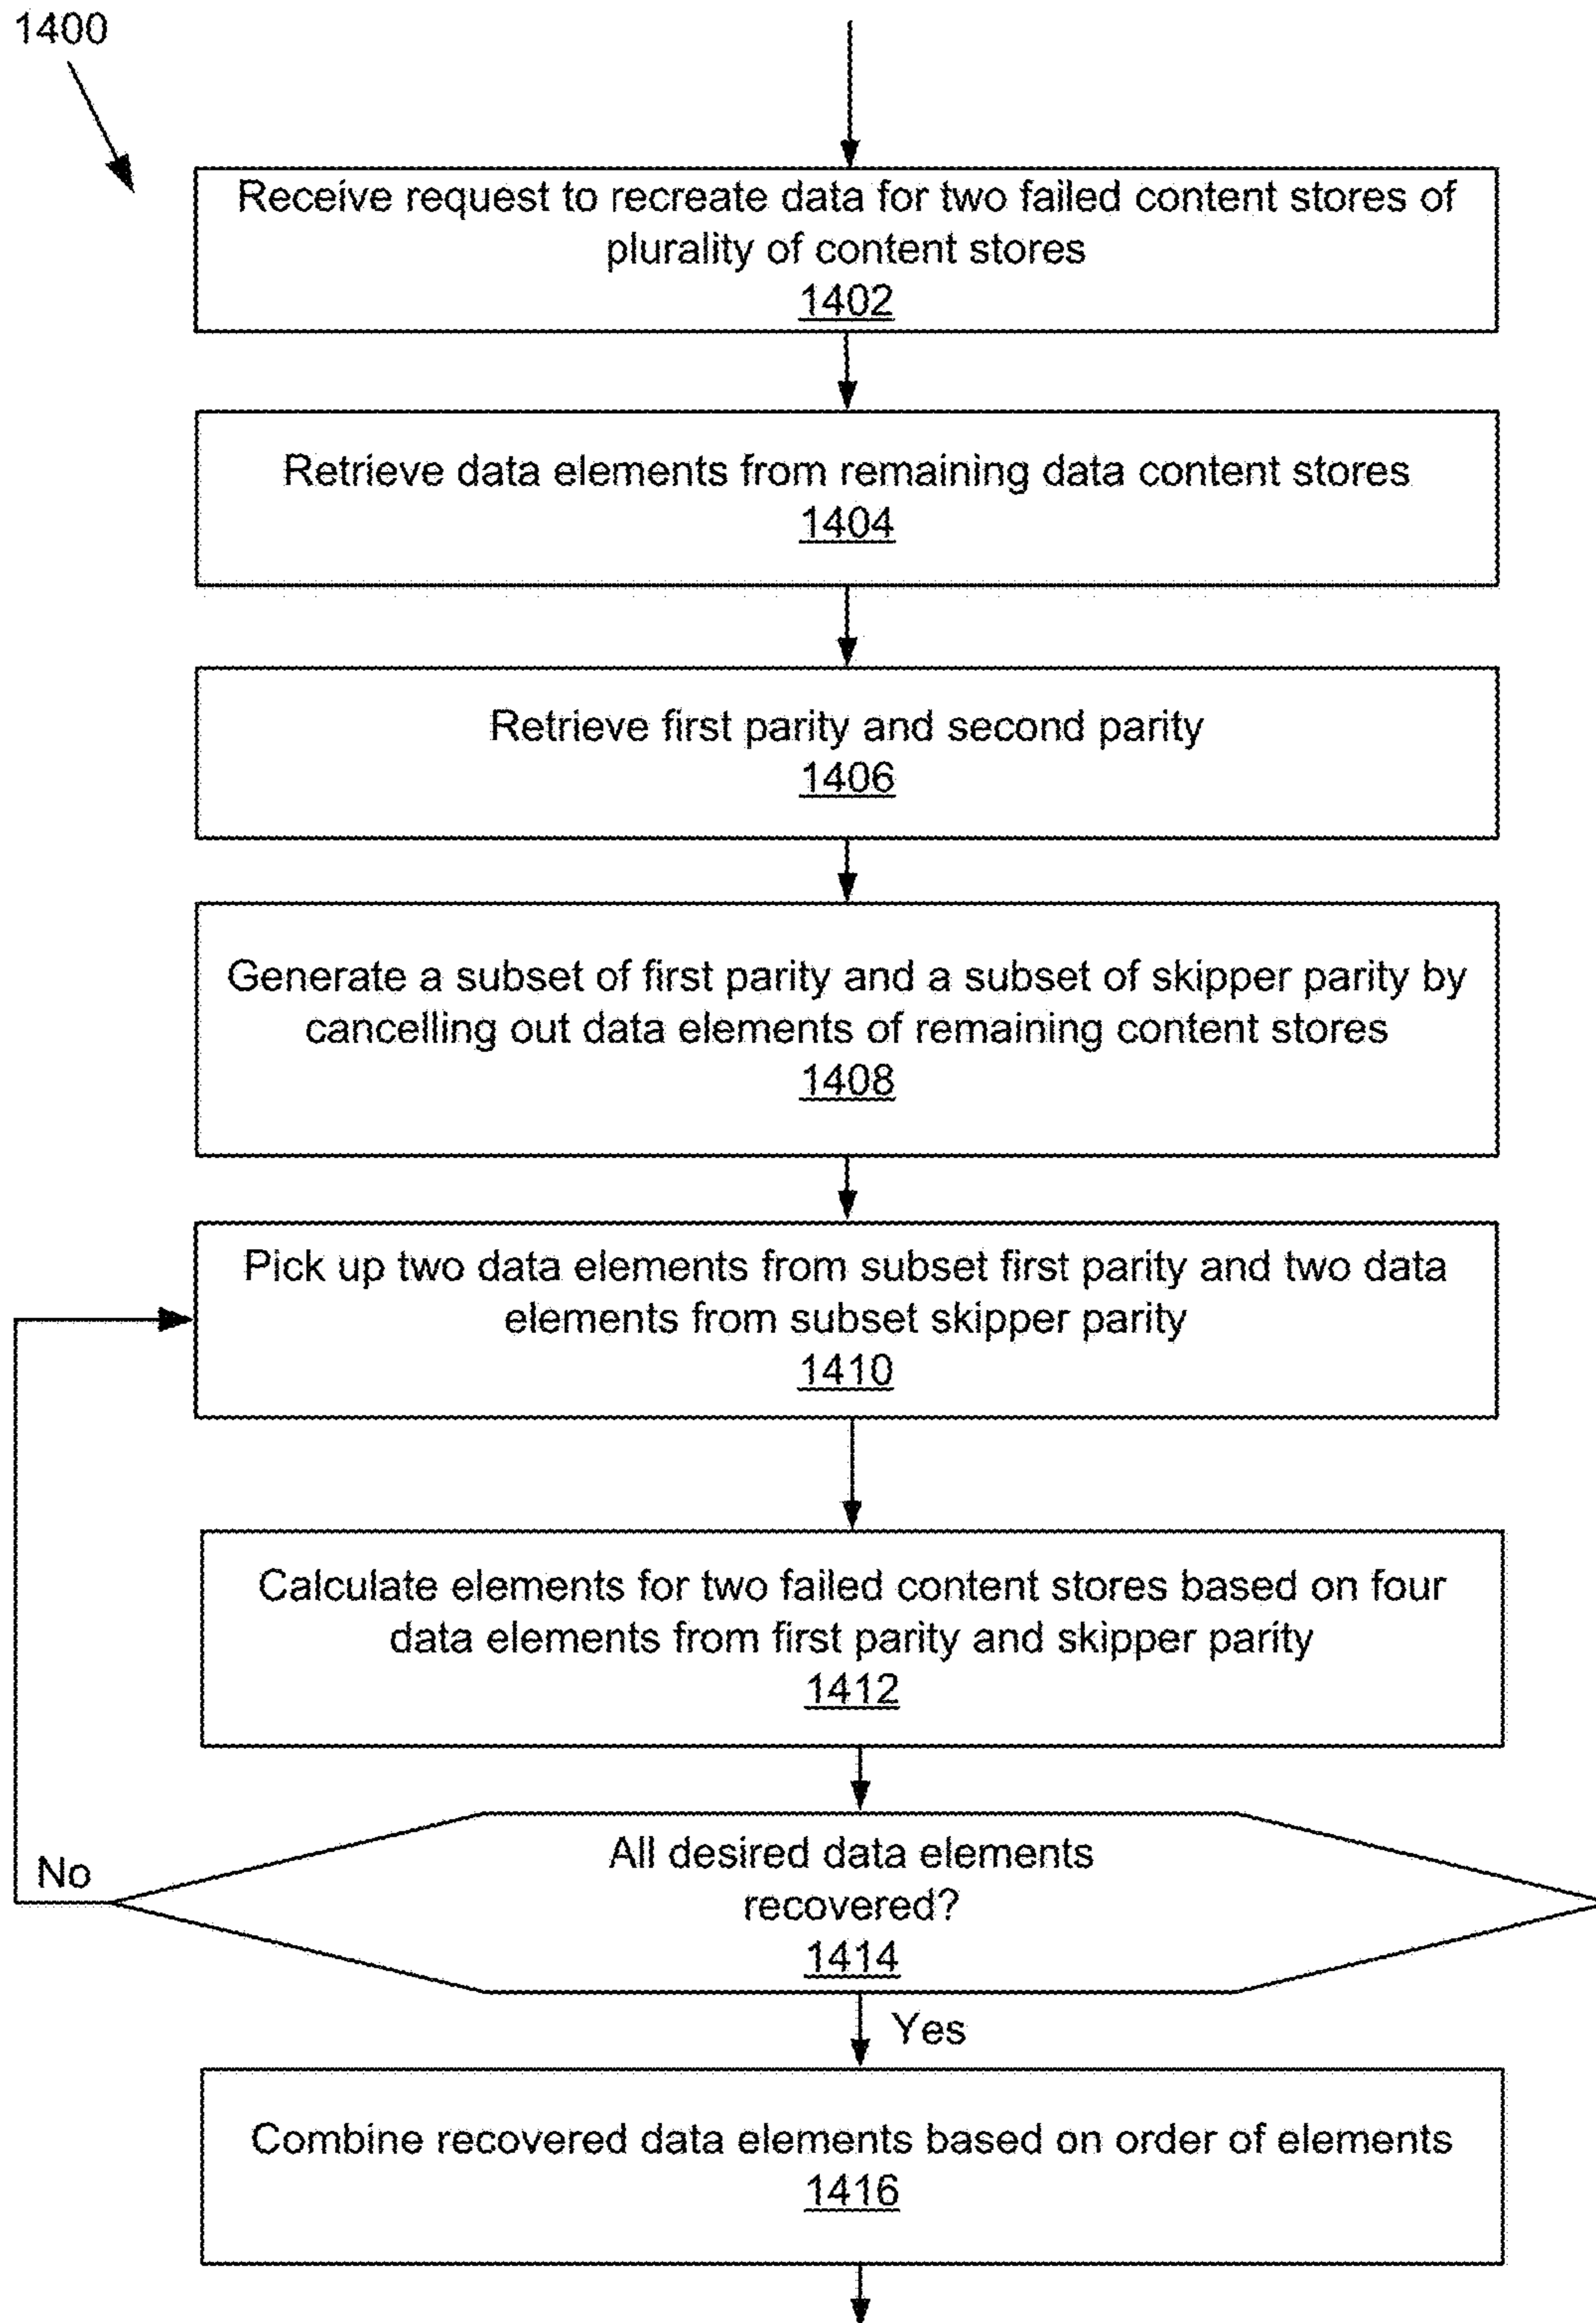 1400
Receive request to recreate data for two failed content stores of
plurality of content stores
1402
Retrieve data elements from remaining data content stores
1404
Retrieve first parity and second parity
1406
Generate a subset of first parity and a subset of skipper parity by
cancelling out data elements of remaining content stores
1408
Pick up two data elements from subset first parity and two data
elements from subset skipper parity
1410
Calculate elements for two failed content stores based on four
data elements from first parity and skipper parity
1412
All desired data elements
recovered?
1414
No
Yes
Combine recovered data elements based on order of elements
1416